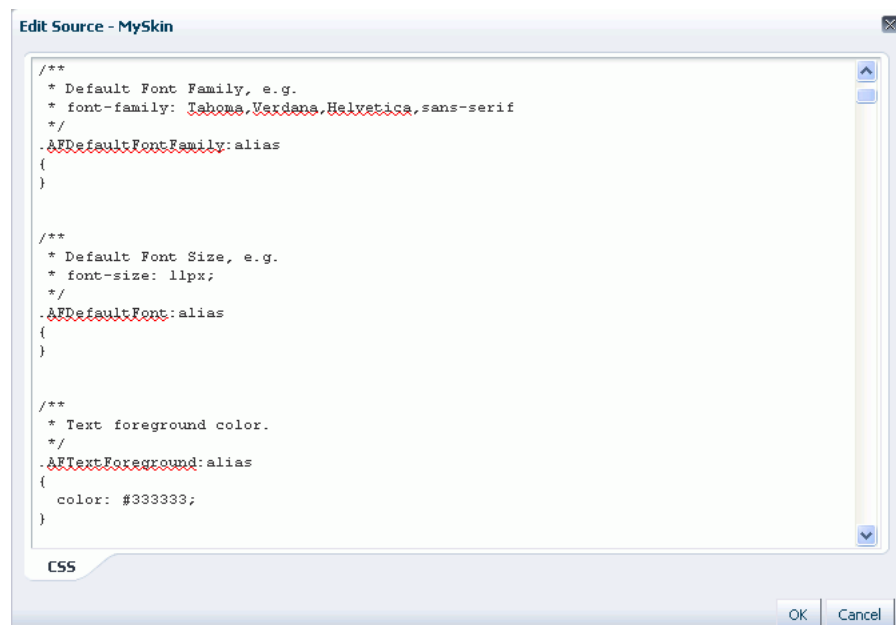 Edit Source - MySkin
/**
 * Default Font Family, e.g.
 * font-family: Tahoma,Verdana,Helvetica,sans-serif
 */
.AFDefaultFontFamily:alias
{
}
/**
 * Default Font Size, e.g.
 * font-size: 11px;
 */
.AFDefaultFont:alias
{
}
/**
 * Text foreground color.
 */
.AFTextForeground:alias
{
  color: #333333;
}
CSS
OK Cancel